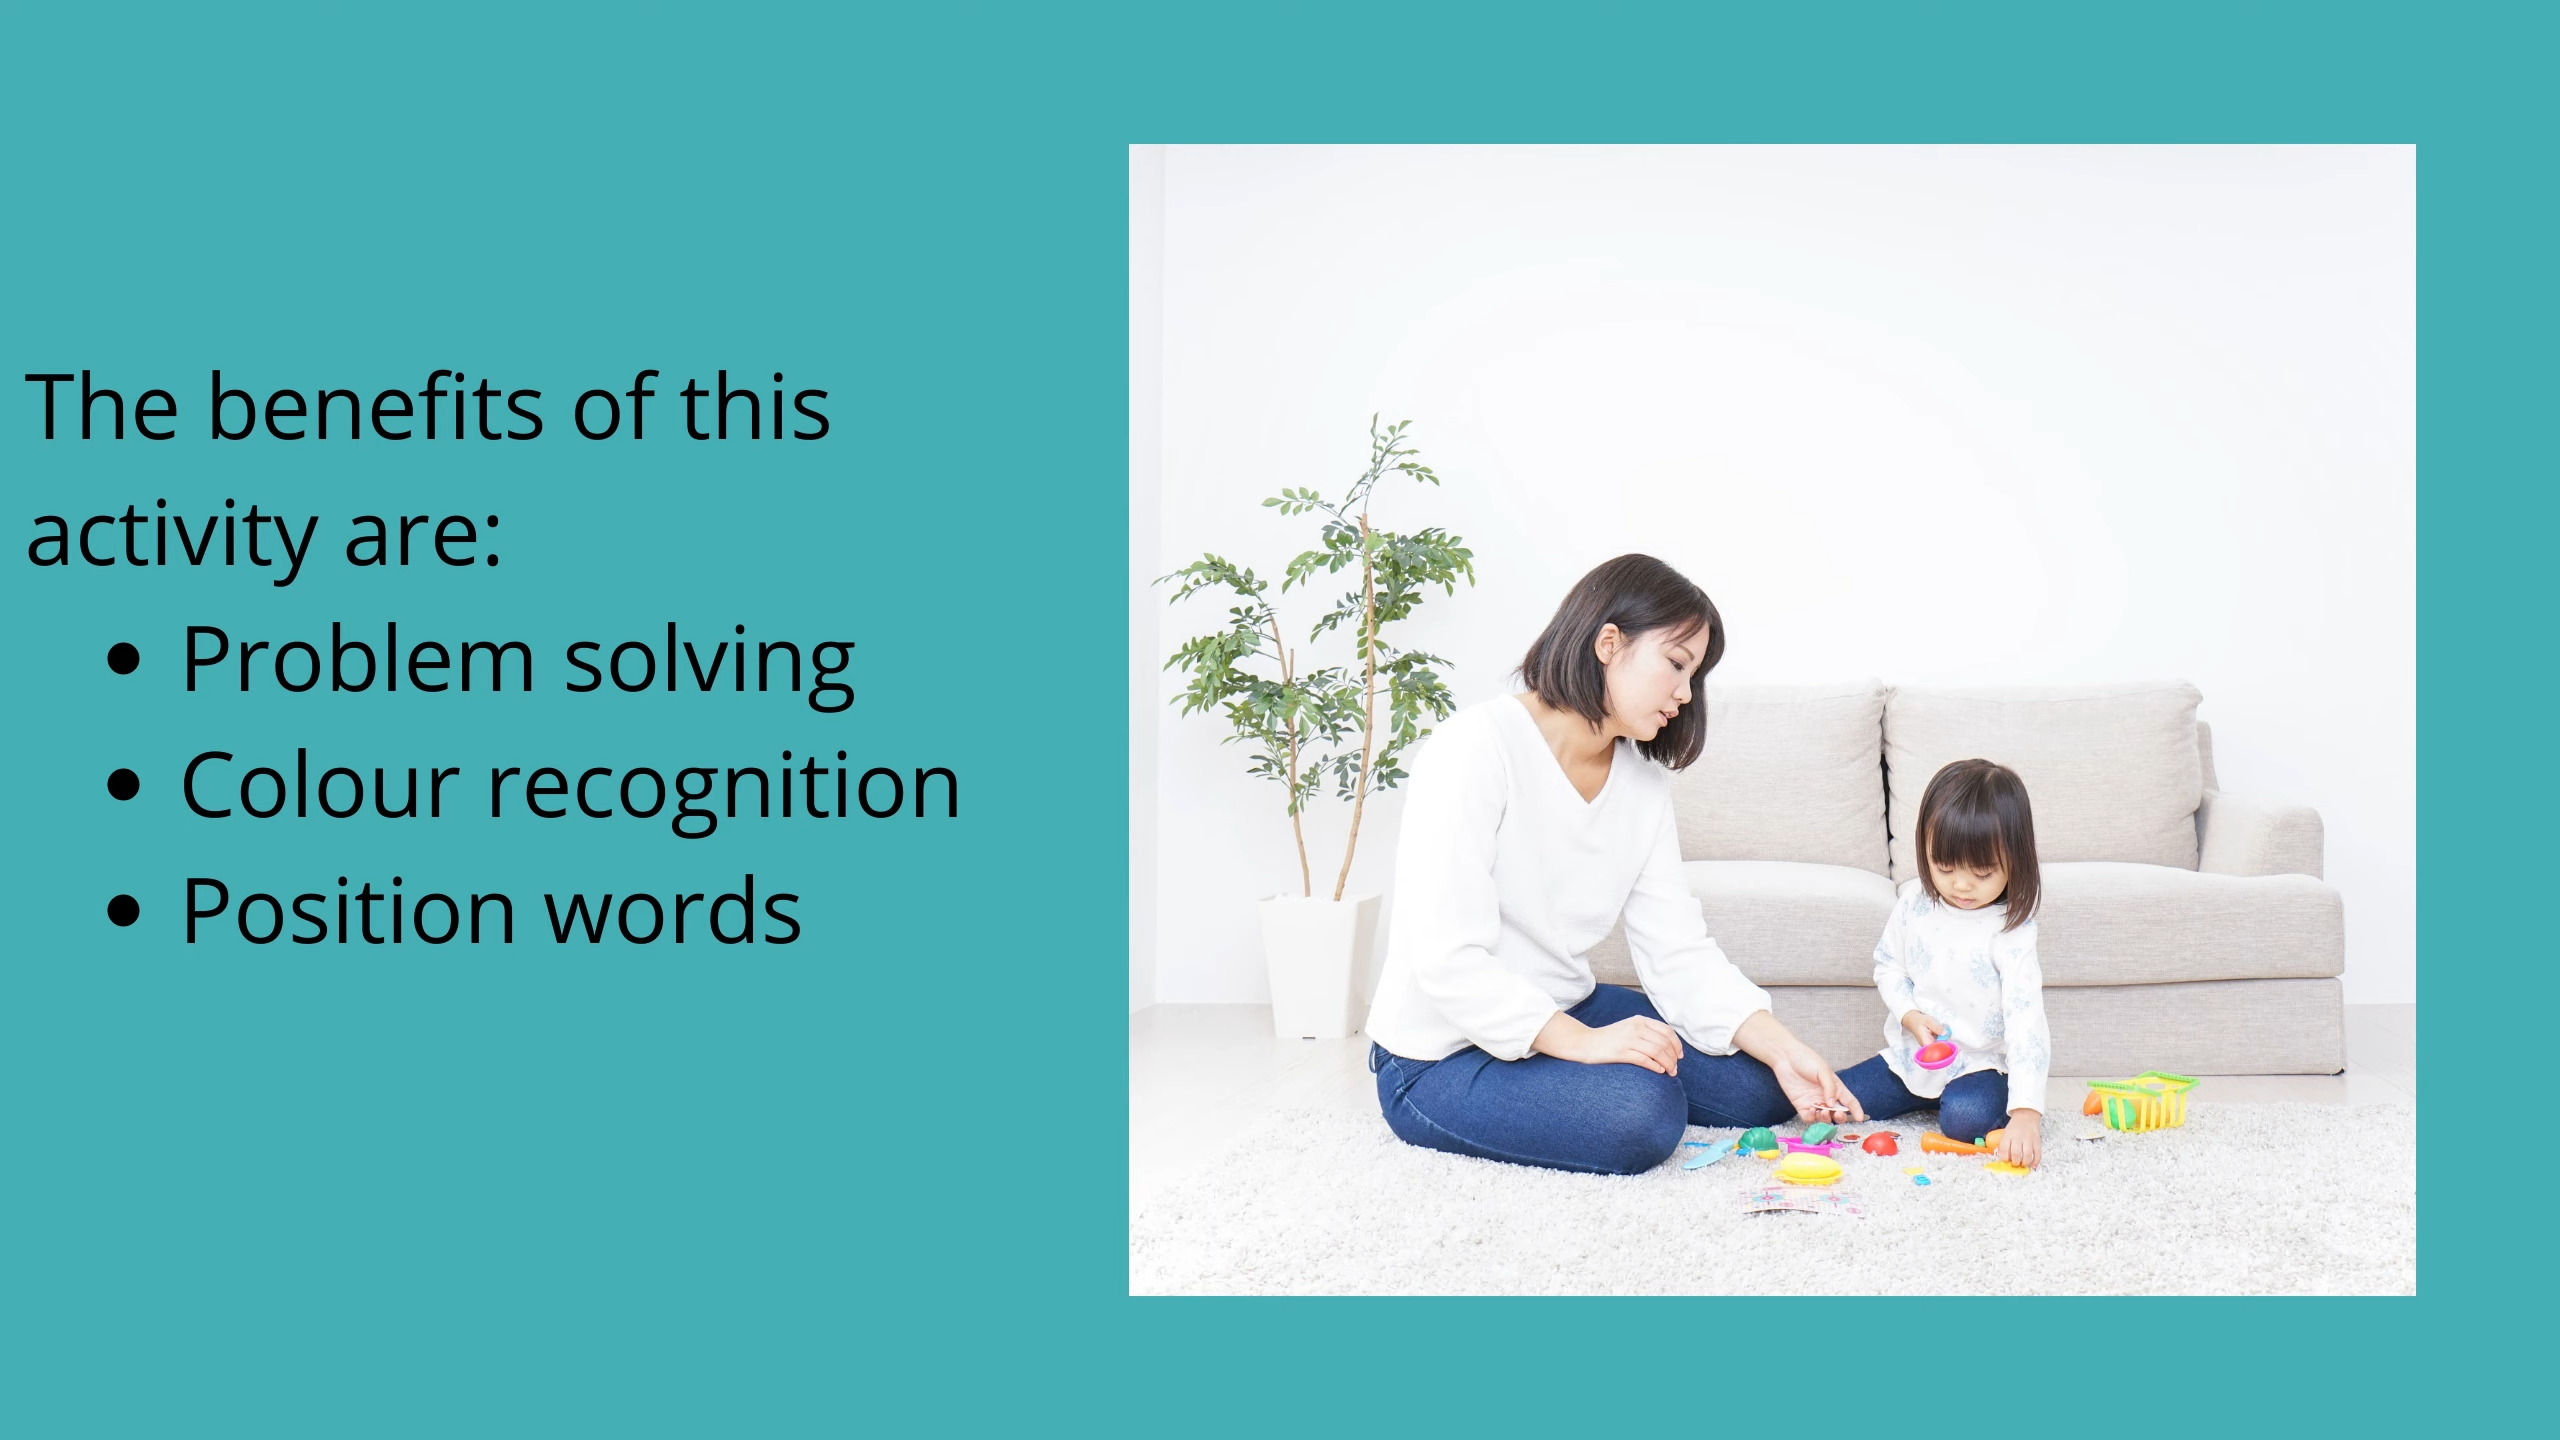 The benefits of this
activity are:
• Problem solving
• Colour recognition
• Position words